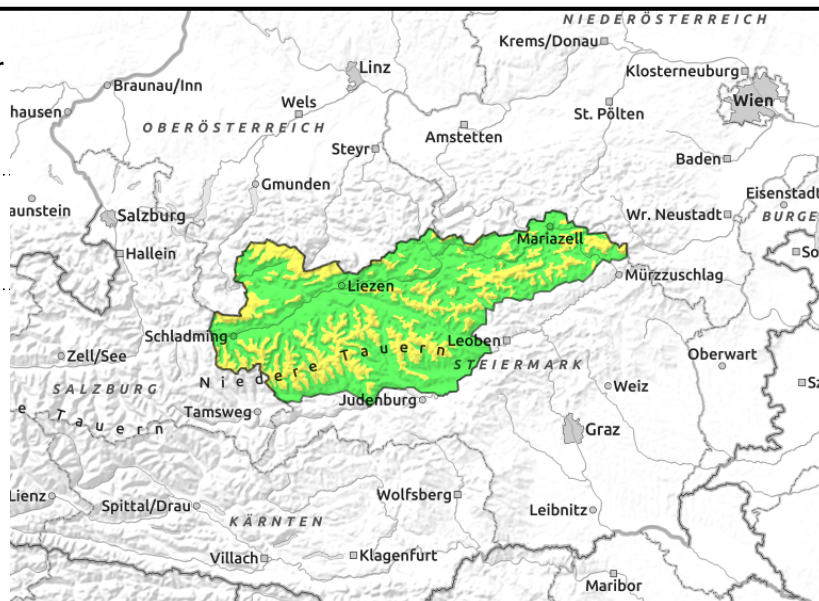 NIEDERÖSTERREICH
Krems/Donau
Linz
Klosterneuburg
Braunau/Inn
Wels
Wien
hausen
St. Pölten
OBERÖSTERREICH
Amstetten
Steyr
Baden
Gmunden
Eisenstadt
aunstein
Salzburg
Wr. Neustadt
BURGE
Mariazell
Hallein
So
Mürzzuschlag
Liezen
Schladming
Leoben
Zell/See
Niedere Tauern
STEIERMARK
Oberwart
SALZBURG
Weiz
Sz
Tamsweg
Judenburg
e Tauern
Graz
Lienz
Wolfsberg
Spittal/Drau
Leibnitz
KÄRNTEN
Villach
Klagenfurt
Maribor